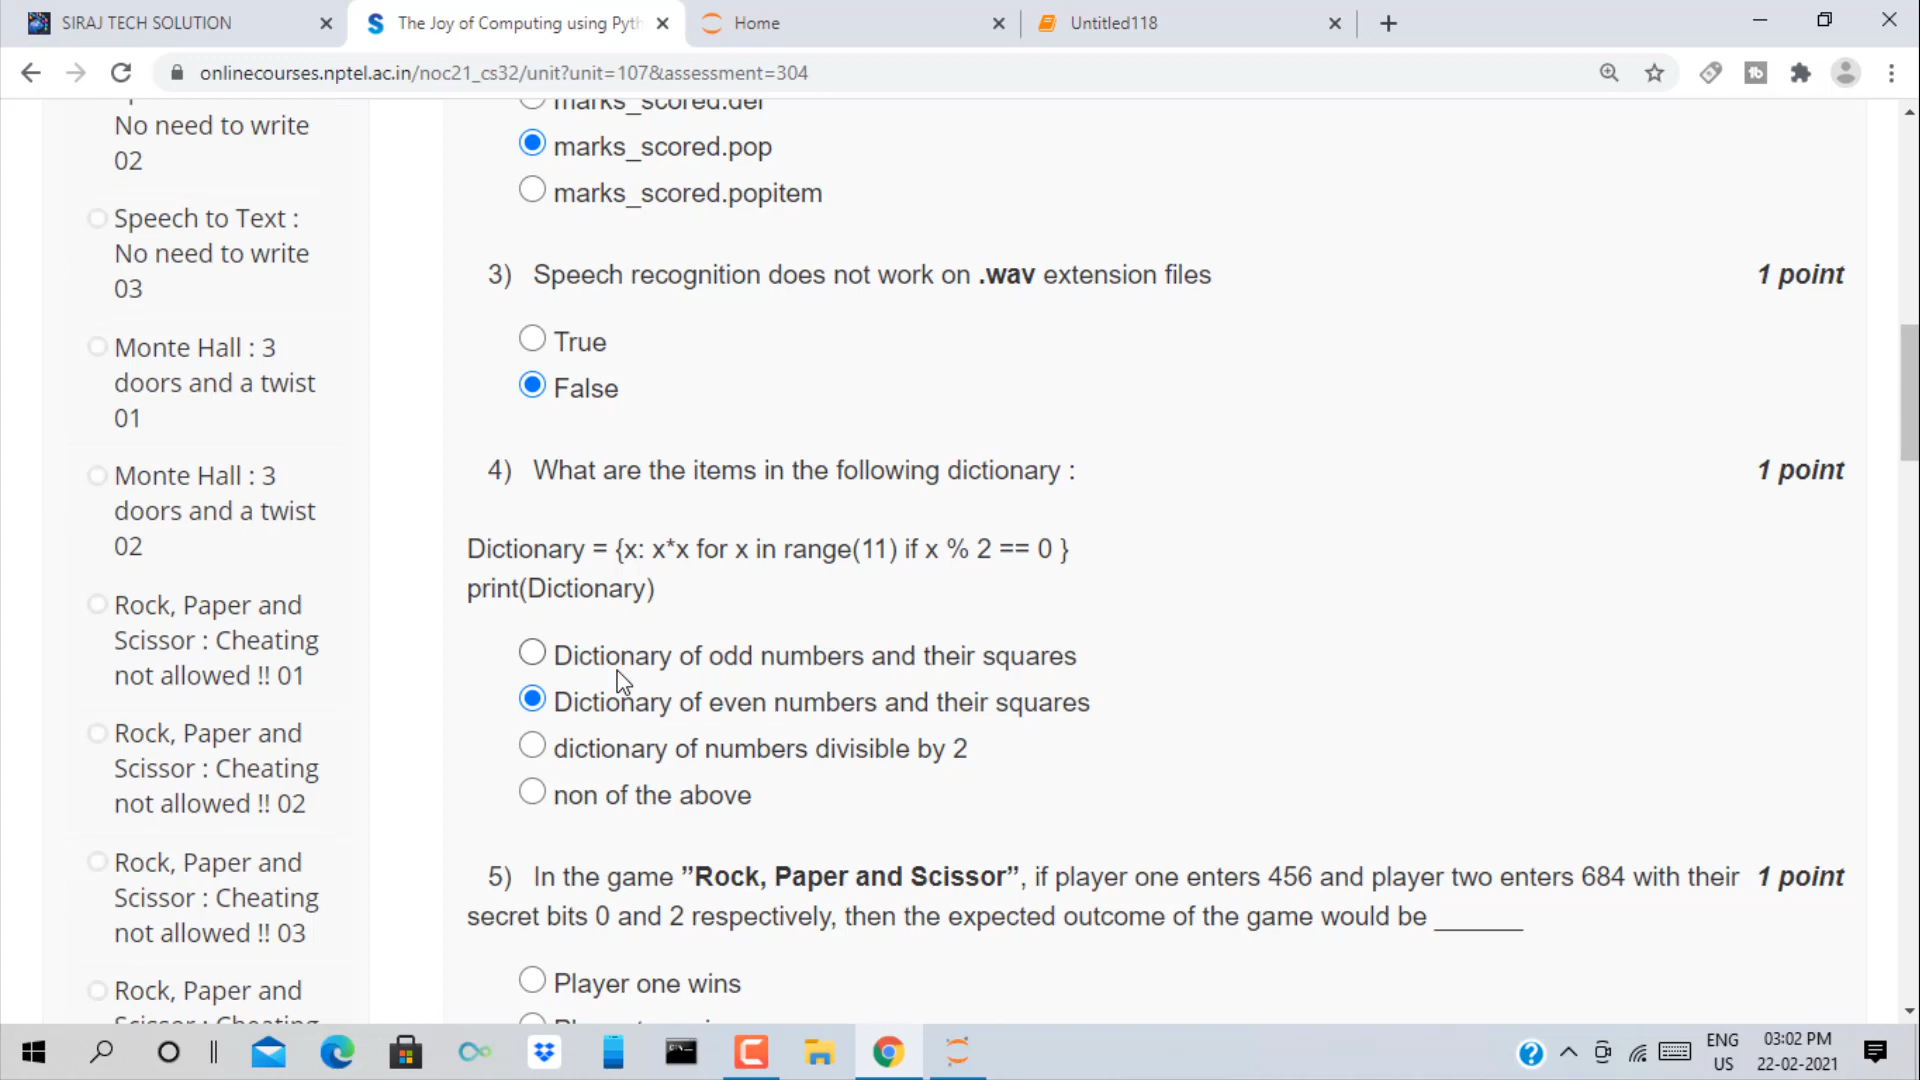 SIRAJ TECH SOLUTION
The Joy of Computing using Pyth
Home
Untitled118
onlinecourses.nptel.ac.in/noc21_cs32/unit?unit=107&assessment=304
No need to write
02
Speech to Text :
No need to write
03
Monte Hall : 3
doors and a twist
01
Monte Hall : 3
doors and a twist
02
Rock, Paper and
Scissor : Cheating
not allowed !! 01
Rock, Paper and
Scissor : Cheating
not allowed !! 02
Rock, Paper and
Scissor : Cheating
not allowed !! 03
Rock, Paper and
Scissor : Cheating
marks_scored.del
marks_scored.pop
marks_scored.popitem
3) Speech recognition does not work on .wav extension files 1 point
True
False
4) What are the items in the following dictionary : 1 point
Dictionary = {x: x*x for x in range(11) if x % 2 == 0 }
print(Dictionary)
Dictionary of odd numbers and their squares
Dictionary of even numbers and their squares
dictionary of numbers divisible by 2
non of the above
5) In the game ”Rock, Paper and Scissor”, if player one enters 456 and player two enters 684 with their 1 point
secret bits 0 and 2 respectively, then the expected outcome of the game would be ______
Player one wins
ENG
US
03:02 PM
22-02-2021